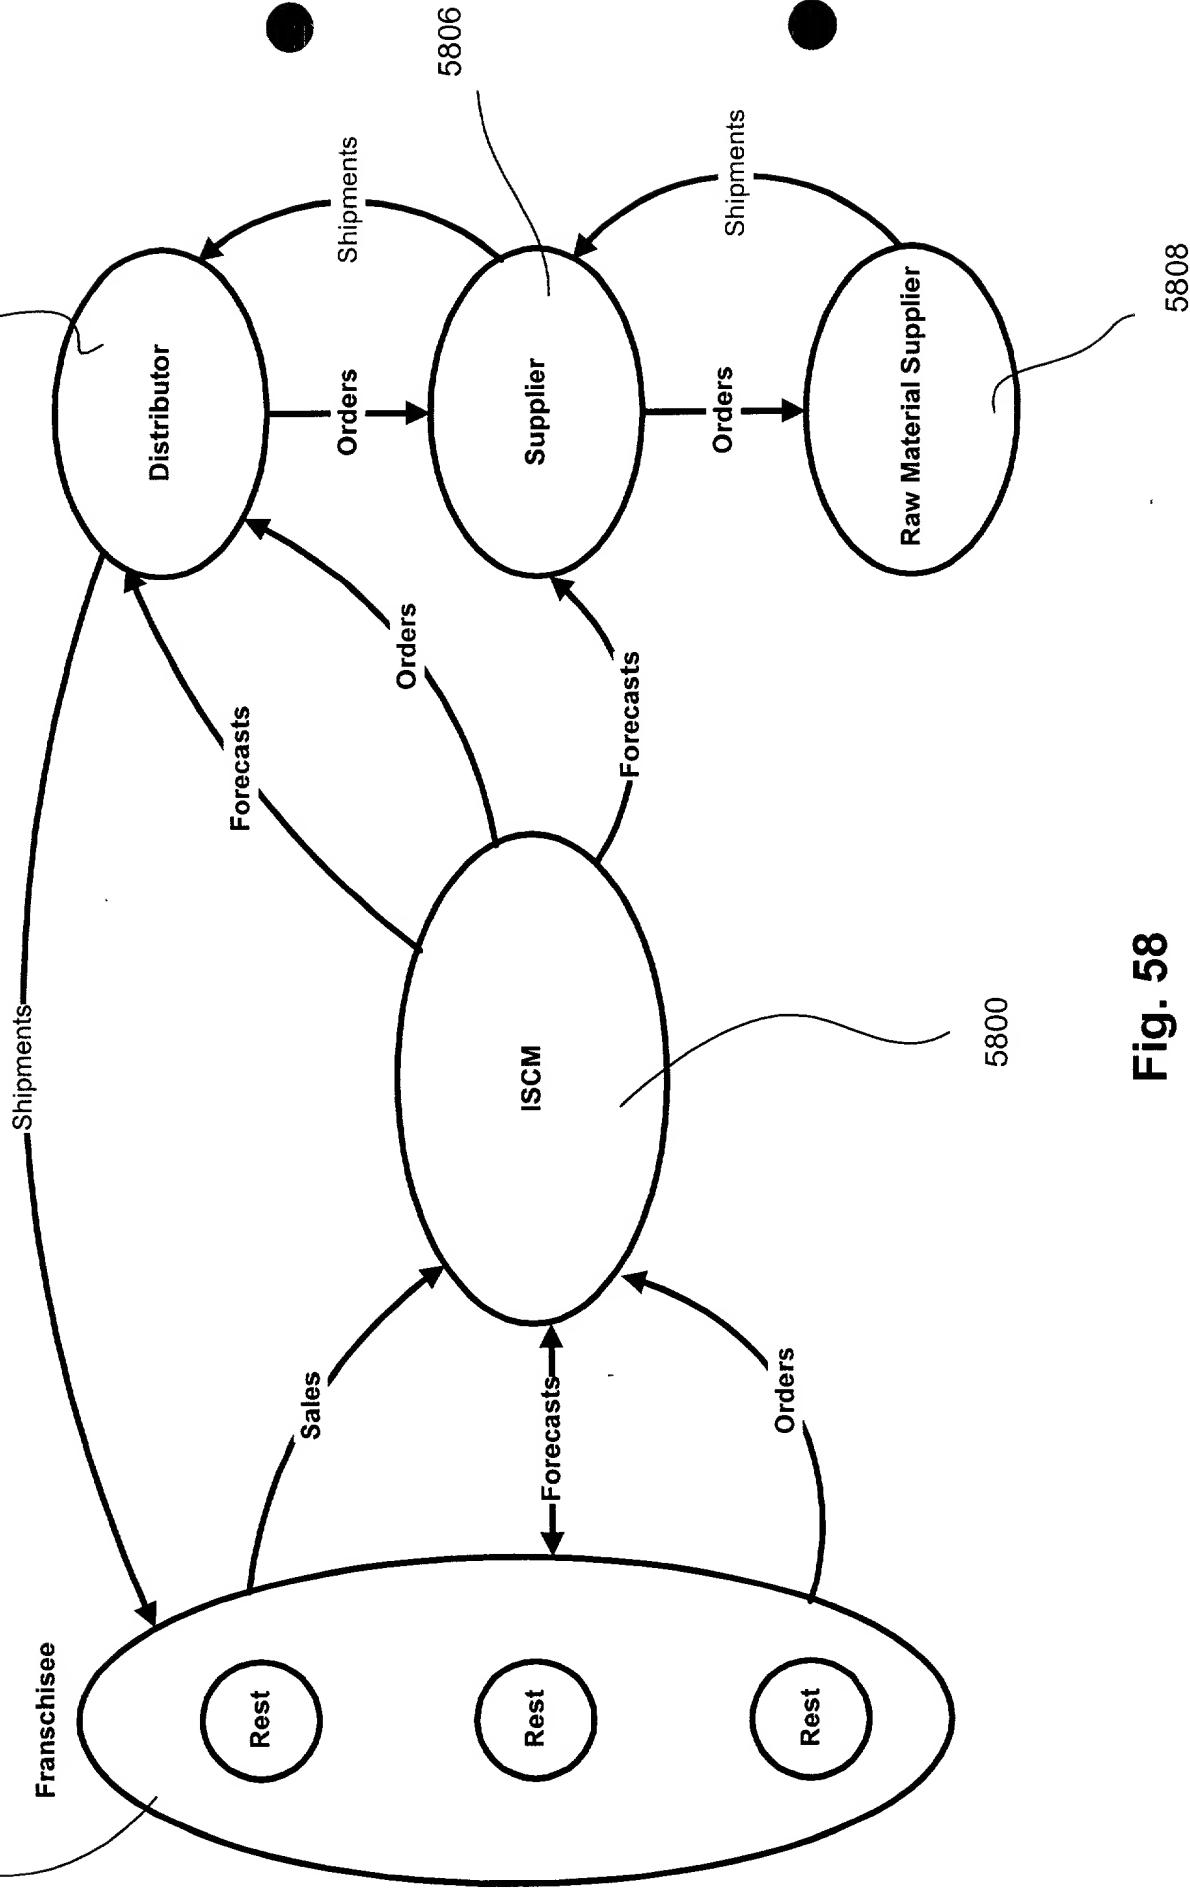 Franschisee
Rest
Rest
Rest
Shipments
Sales
Forecasts
Orders
ISCM
5800
Forecasts
Orders
Forecasts
Distributor
Orders
Shipments
Supplier
5806
Orders
Shipments
Raw Material Supplier
5808
Fig. 58